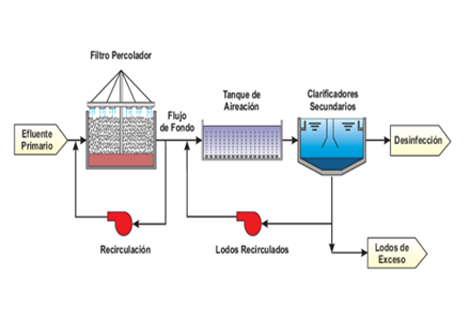 Filtro Percolador
Efluente
Primario
Flujo
de Fondo
Tanque de
Aireación
Clarificadores
Secundarios
Desinfección
Recirculación
Lodos Recirculados
Lodos de
Exceso